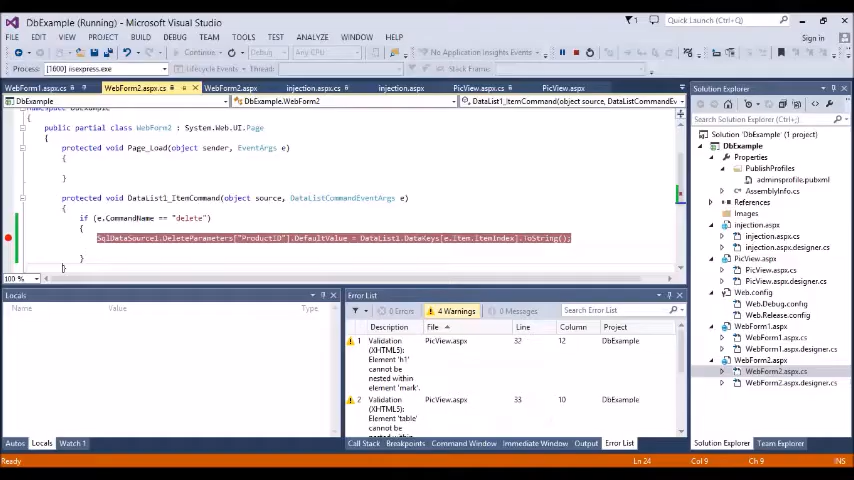 DbExample (Running) - Microsoft Visual Studio
1
Quick Launch (Ctrl+Q)
FILE EDIT VIEW PROJECT BUILD DEBUG TEAM TOOLS TEST ANALYZE WINDOW HELP
Sign in
Continue Debug Any CPU No Application Insights Events
Process: [1600] iisexpress.exe Lifecycle Events Thread: Stack Frame:
WebForm1.aspx.cs WebForm2.aspx.cs WebForm2.aspx injection.aspx.cs injection.aspx PicView.aspx.cs PicView.aspx
DbExample DbExample.WebForm2 DataList1_ItemCommand(object source, DataListCommandEventArgs e)
{
public partial class WebForm2 : System.Web.UI.Page
{
protected void Page_Load(object sender, EventArgs e)
{
}
protected void DataList1_ItemCommand(object source, DataListCommandEventArgs e)
{
if (e.CommandName == "delete")
{
SqlDataSource1.DeleteParameters["ProductID"].DefaultValue = DataList1.DataKeys[e.Item.ItemIndex].ToString();
}
}
100 %
Solution Explorer
Search Solution Explorer (Ctrl+;)
Solution 'DbExample' (1 project)
DbExample
Properties
PublishProfiles
adminsprofile.pubxml
AssemblyInfo.cs
References
Images
injection.aspx
injection.aspx.cs
injection.aspx.designer.cs
PicView.aspx
PicView.aspx.cs
PicView.aspx.designer.cs
Web.config
Web.Debug.config
Web.Release.config
WebForm1.aspx
WebForm1.aspx.cs
WebForm1.aspx.designer.cs
WebForm2.aspx
WebForm2.aspx.cs
WebForm2.aspx.designer.cs
Solution Explorer Team Explorer
Locals
Name Value Type
Autos Locals Watch 1
Error List
0 Errors 4 Warnings 0 Messages Search Error List
Description File Line Column Project
1 Validation PicView.aspx 32 12 DbExample
(XHTML5):
Element 'h1'
cannot be
nested within
element 'mark'.
2 Validation PicView.aspx 33 10 DbExample
(XHTML5):
Element 'table'
cannot be
Call Stack Breakpoints Command Window Immediate Window Output Error List
Ready Ln 24 Col 9 Ch 9 INS